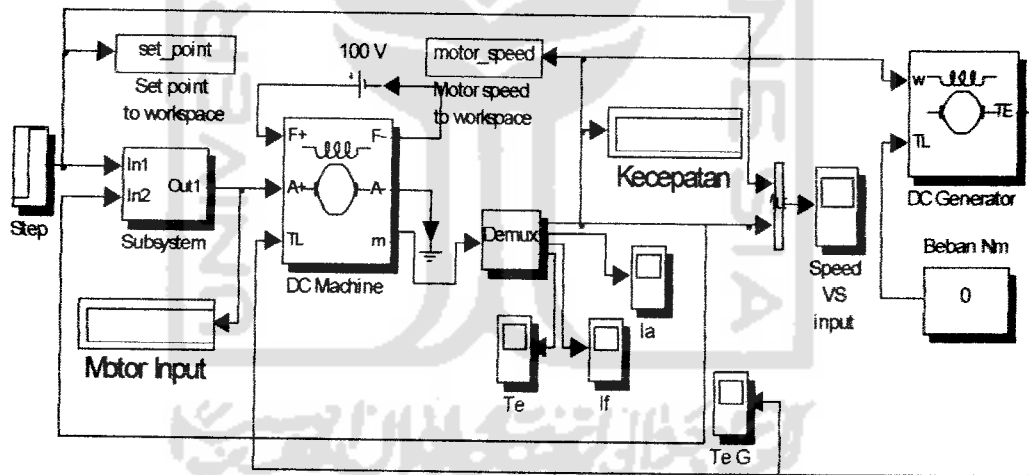 set_point
Set point
to workspace
100 V
motor_speed
Motor speed
to workspace
w
TE
TL
DC Generator
Step
In1
In2
Out1
Subsystem
F+
F-
A+
A-
TL
m
DC Machine
Kecepatan
Demux
Speed
VS
input
Beban Nm
0
Motor Input
Te
If
Ia
Te G